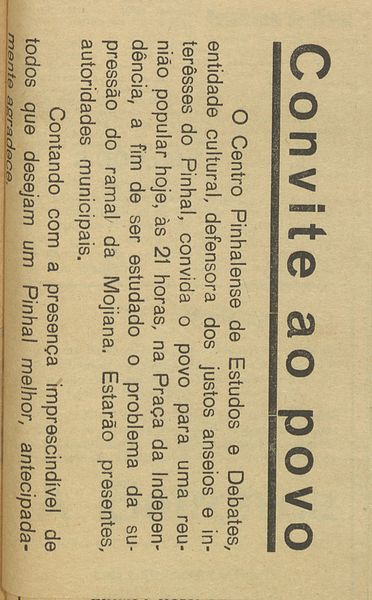 Convite ao povo
O Centro Pinhalense de Estudos e Debates,
entidade cultural, defensora dos justos anseios e in-
terêsses do Pinhal, convida o povo para uma reu-
nião popular hoje, às 21 horas, na Praça da Indepen-
dência, a fim de ser estudado o problema da su-
pressão do ramal da Mojiana. Estarão presentes,
autoridades municipais.
Contando com a presença imprescindível de
todos que desejam um Pinhal melhor, antecipada-
mente agradece.